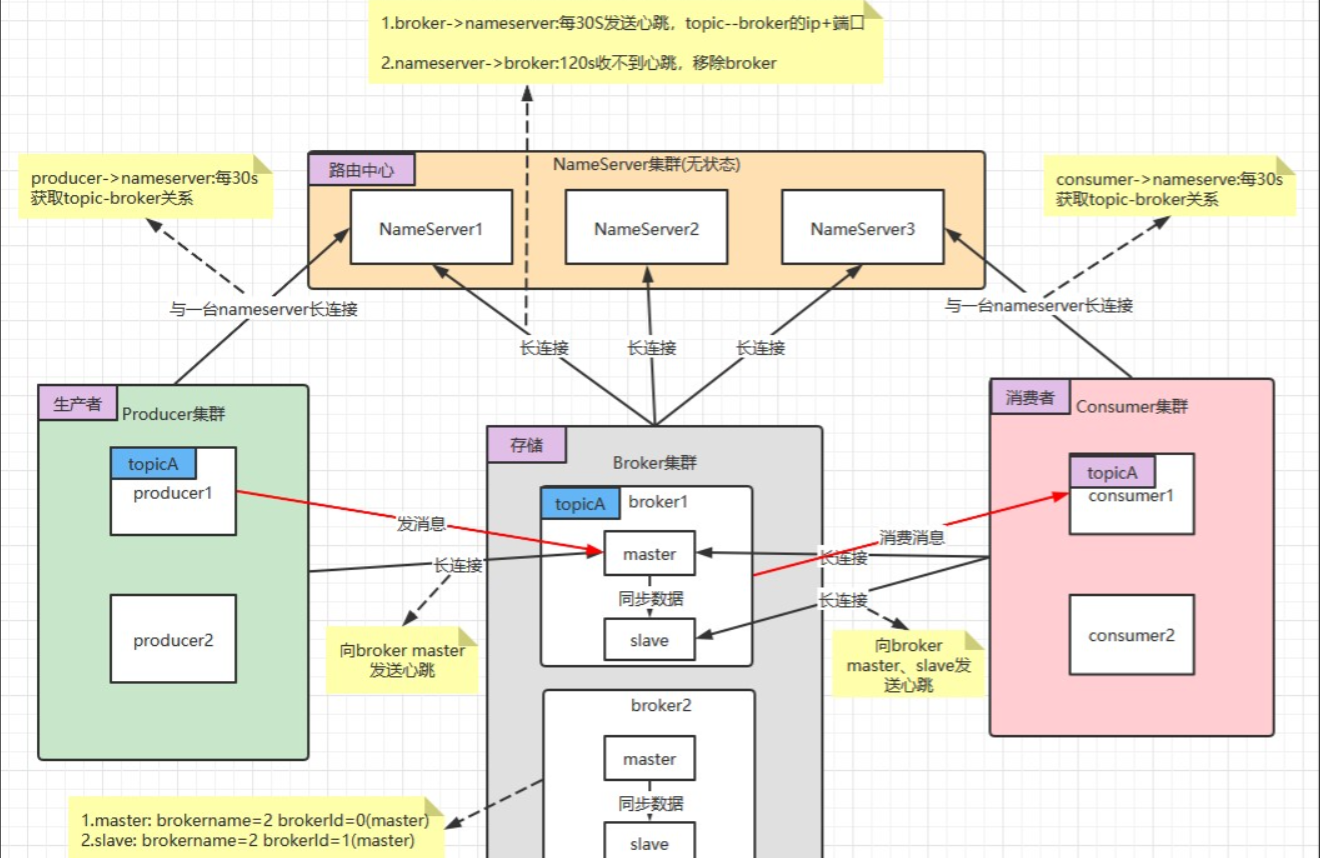 1.broker->nameserver:每30S发送心跳，topic--broker的ip+端口
2.nameserver->broker:120s收不到心跳，移除broker
路由中心
NameServer集群(无状态)
producer->nameserver:每30s
获取topic-broker关系
consumer->nameserve:每30s
获取topic-broker关系
NameServer1
NameServer2
NameServer3
与一台nameserver长连接
与一台nameserver长连接
长连接
长连接
长连接
生产者
Producer集群
消费者
Consumer集群
存储
Broker集群
topicA
producer1
topicA
broker1
topicA
consumer1
发消息
消费消息
master
长连接
长连接
同步数据
长连接
slave
producer2
consumer2
向broker master
发送心跳
向broker
master、slave发
送心跳
broker2
master
同步数据
slave
1.master: brokername=2 brokerId=0(master)
2.slave: brokername=2 brokerId=1(master)